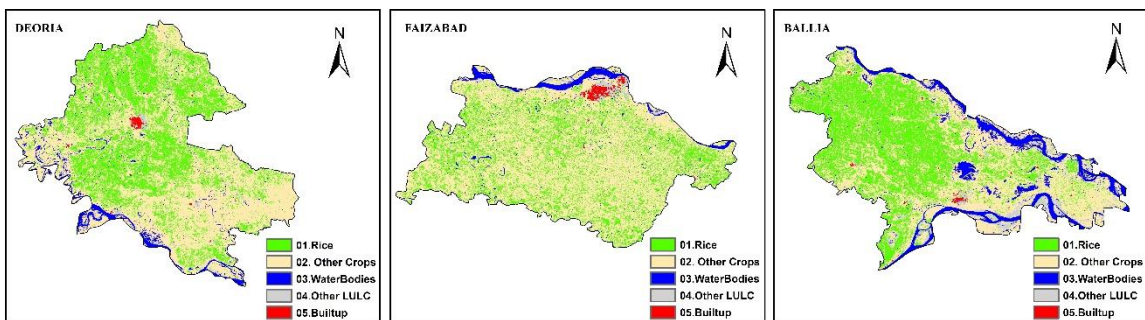 DEORIA
N
01.Rice
02. Other Crops
03.WaterBodies
04.Other LULC
05.Builtup
FAIZABAD
N
01.Rice
02. Other Crops
03.WaterBodies
04.Other LULC
05.Builtup
BALLIA
N
01.Rice
02. Other Crops
03.WaterBodies
04.Other LULC
05.Builtup